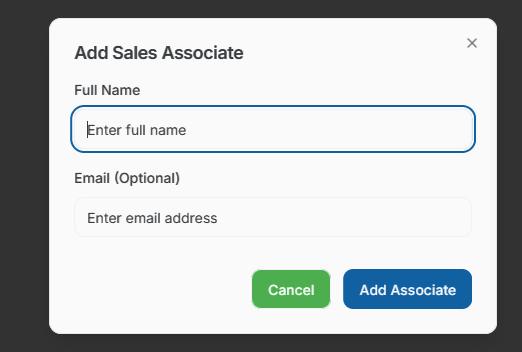 Add Sales Associate
Full Name
Enter full name
Email (Optional)
Enter email address
Cancel
Add Associate